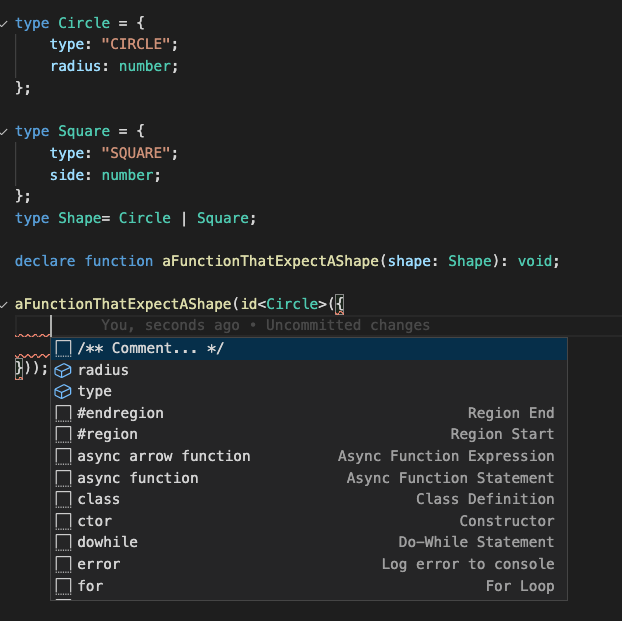 type Circle = {
type: "CIRCLE";
radius: number;
};
type Square = {
type: "SQUARE";
side: number;
};
type Shape= Circle | Square;
declare function aFunctionThatExpectAShape(shape: Shape): void;
aFunctionThatExpectAShape(id<Circle>({
You, seconds ago • Uncommitted changes
/** Comment... */
}));
radius
type
#endregion Region End
#region Region Start
async arrow function Async Function Expression
async function Async Function Statement
class Class Definition
ctor Constructor
dowhile Do-While Statement
error Log error to console
for For Loop